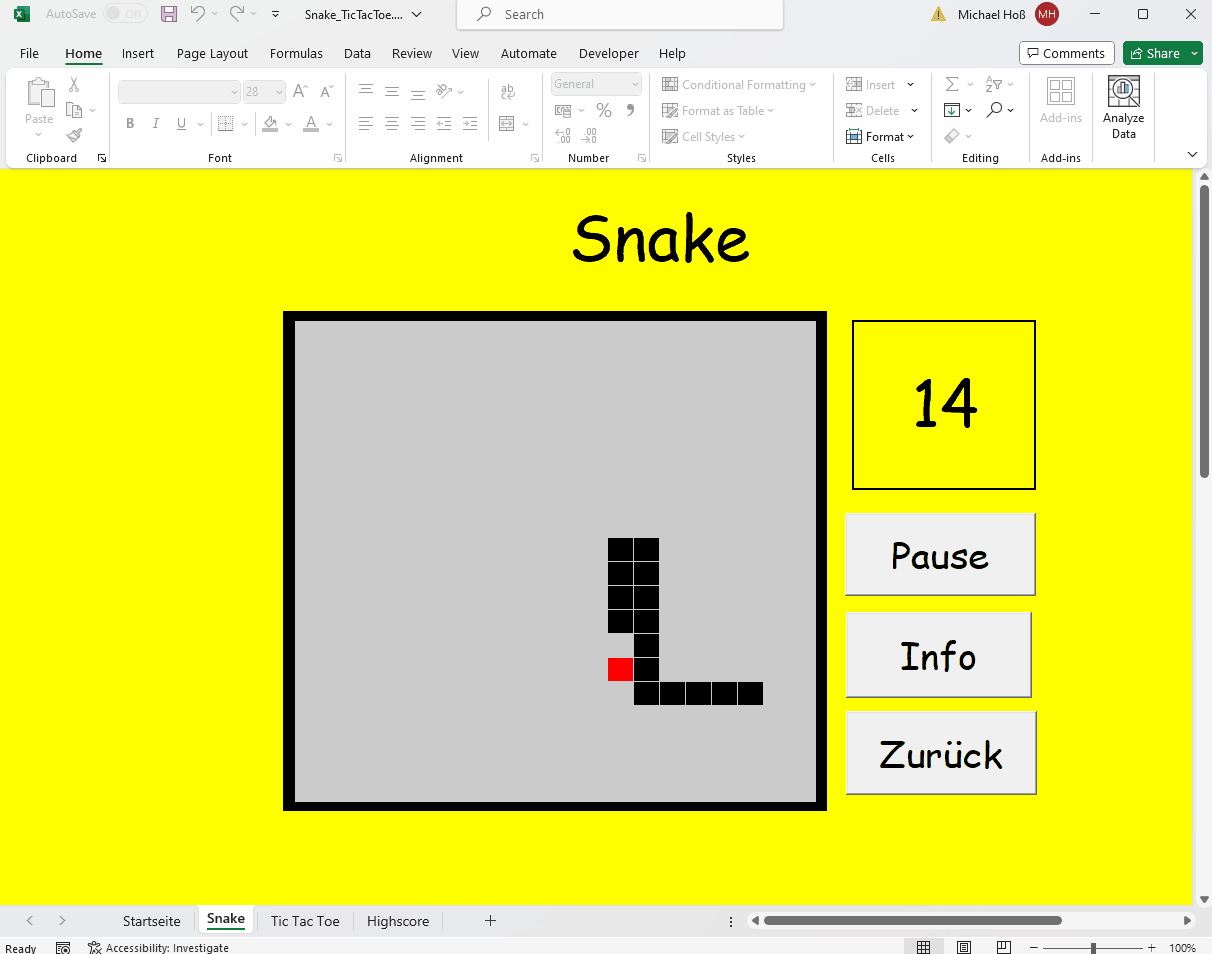 AutoSave Off Snake_TicTacToe.... Search Michael Hoß MH
File Home Insert Page Layout Formulas Data Review View Automate Developer Help Comments Share
Paste
Clipboard
28
B I U A
Font
ab
Alignment
General
% 9
Number
Conditional Formatting
Format as Table
Cell Styles
Styles
Insert
Delete
Format
Cells
Editing
Add-ins
Add-ins
Analyze
Data
Snake
14
Pause
Info
Zurück
Startseite Snake Tic Tac Toe Highscore
Ready Accessibility: Investigate 100%